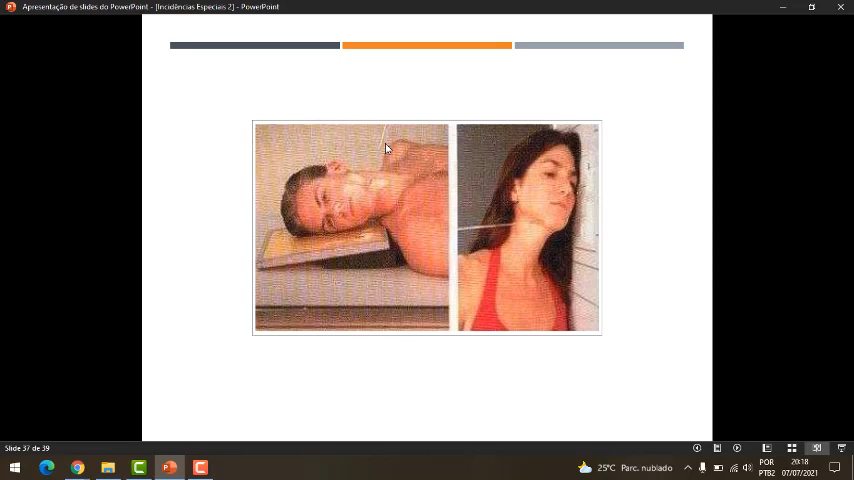 Apresentação de slides do PowerPoint - [Incidências Especiais 2] - PowerPoint
Slide 37 de 39
25°C Parc. nublado
POR
PTB2
20:18
07/07/2021